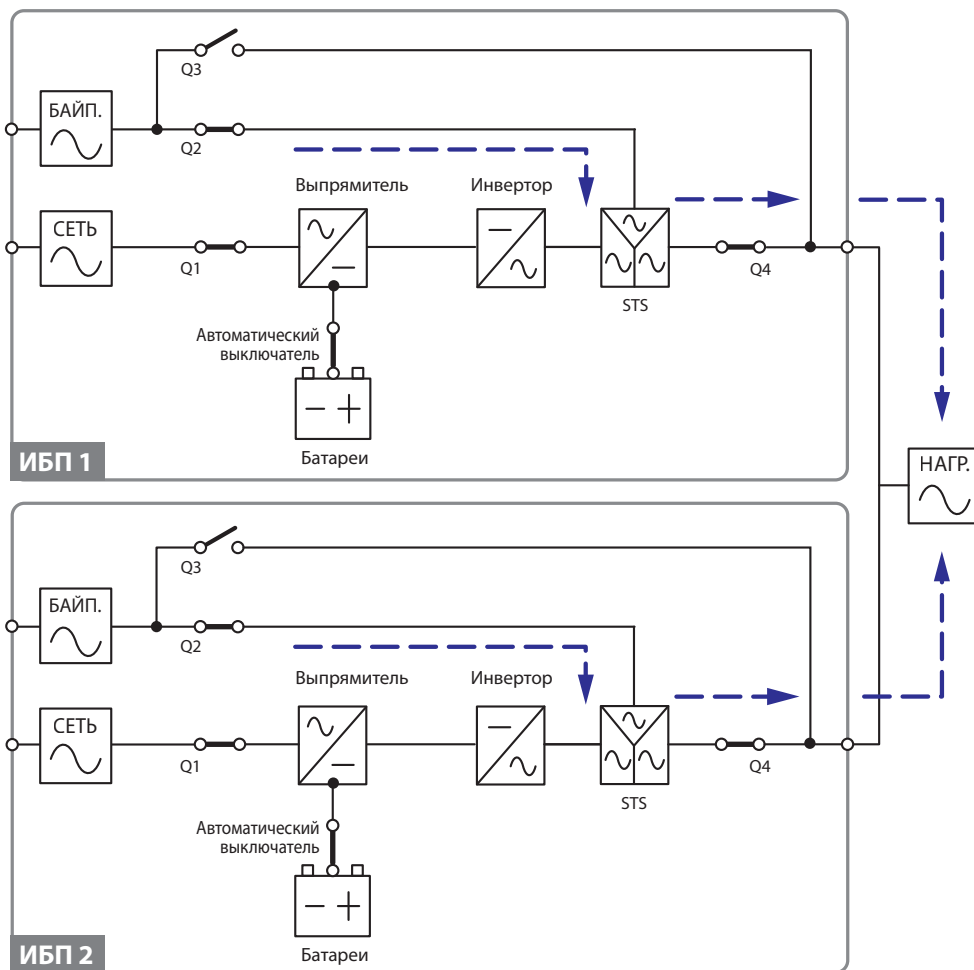 Q3
БАЙП.
Q2
Выпрямитель
Инвертор
СЕТЬ
Q1
STS
Q4
Автоматический
выключатель
− +
Батареи
ИБП 1
НАГР.
Q3
БАЙП.
Q2
Выпрямитель
Инвертор
СЕТЬ
Q1
STS
Q4
Автоматический
выключатель
− +
Батареи
ИБП 2